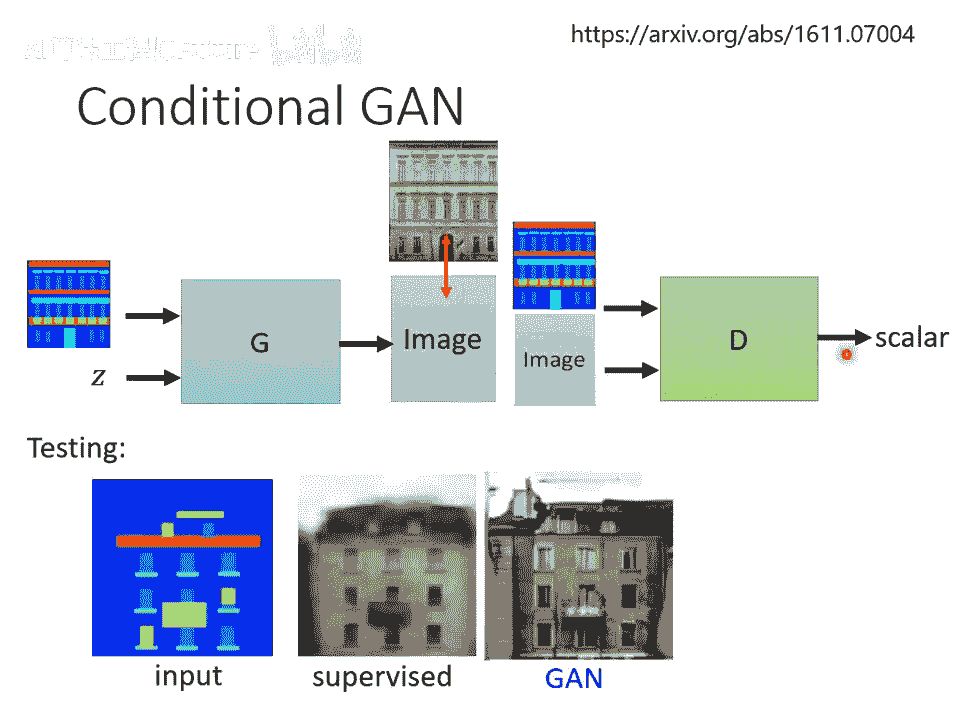 https://arxiv.org/abs/1611.07004
Conditional GAN
G
Image
Image
D
scalar
z
Testing:
input
supervised
GAN